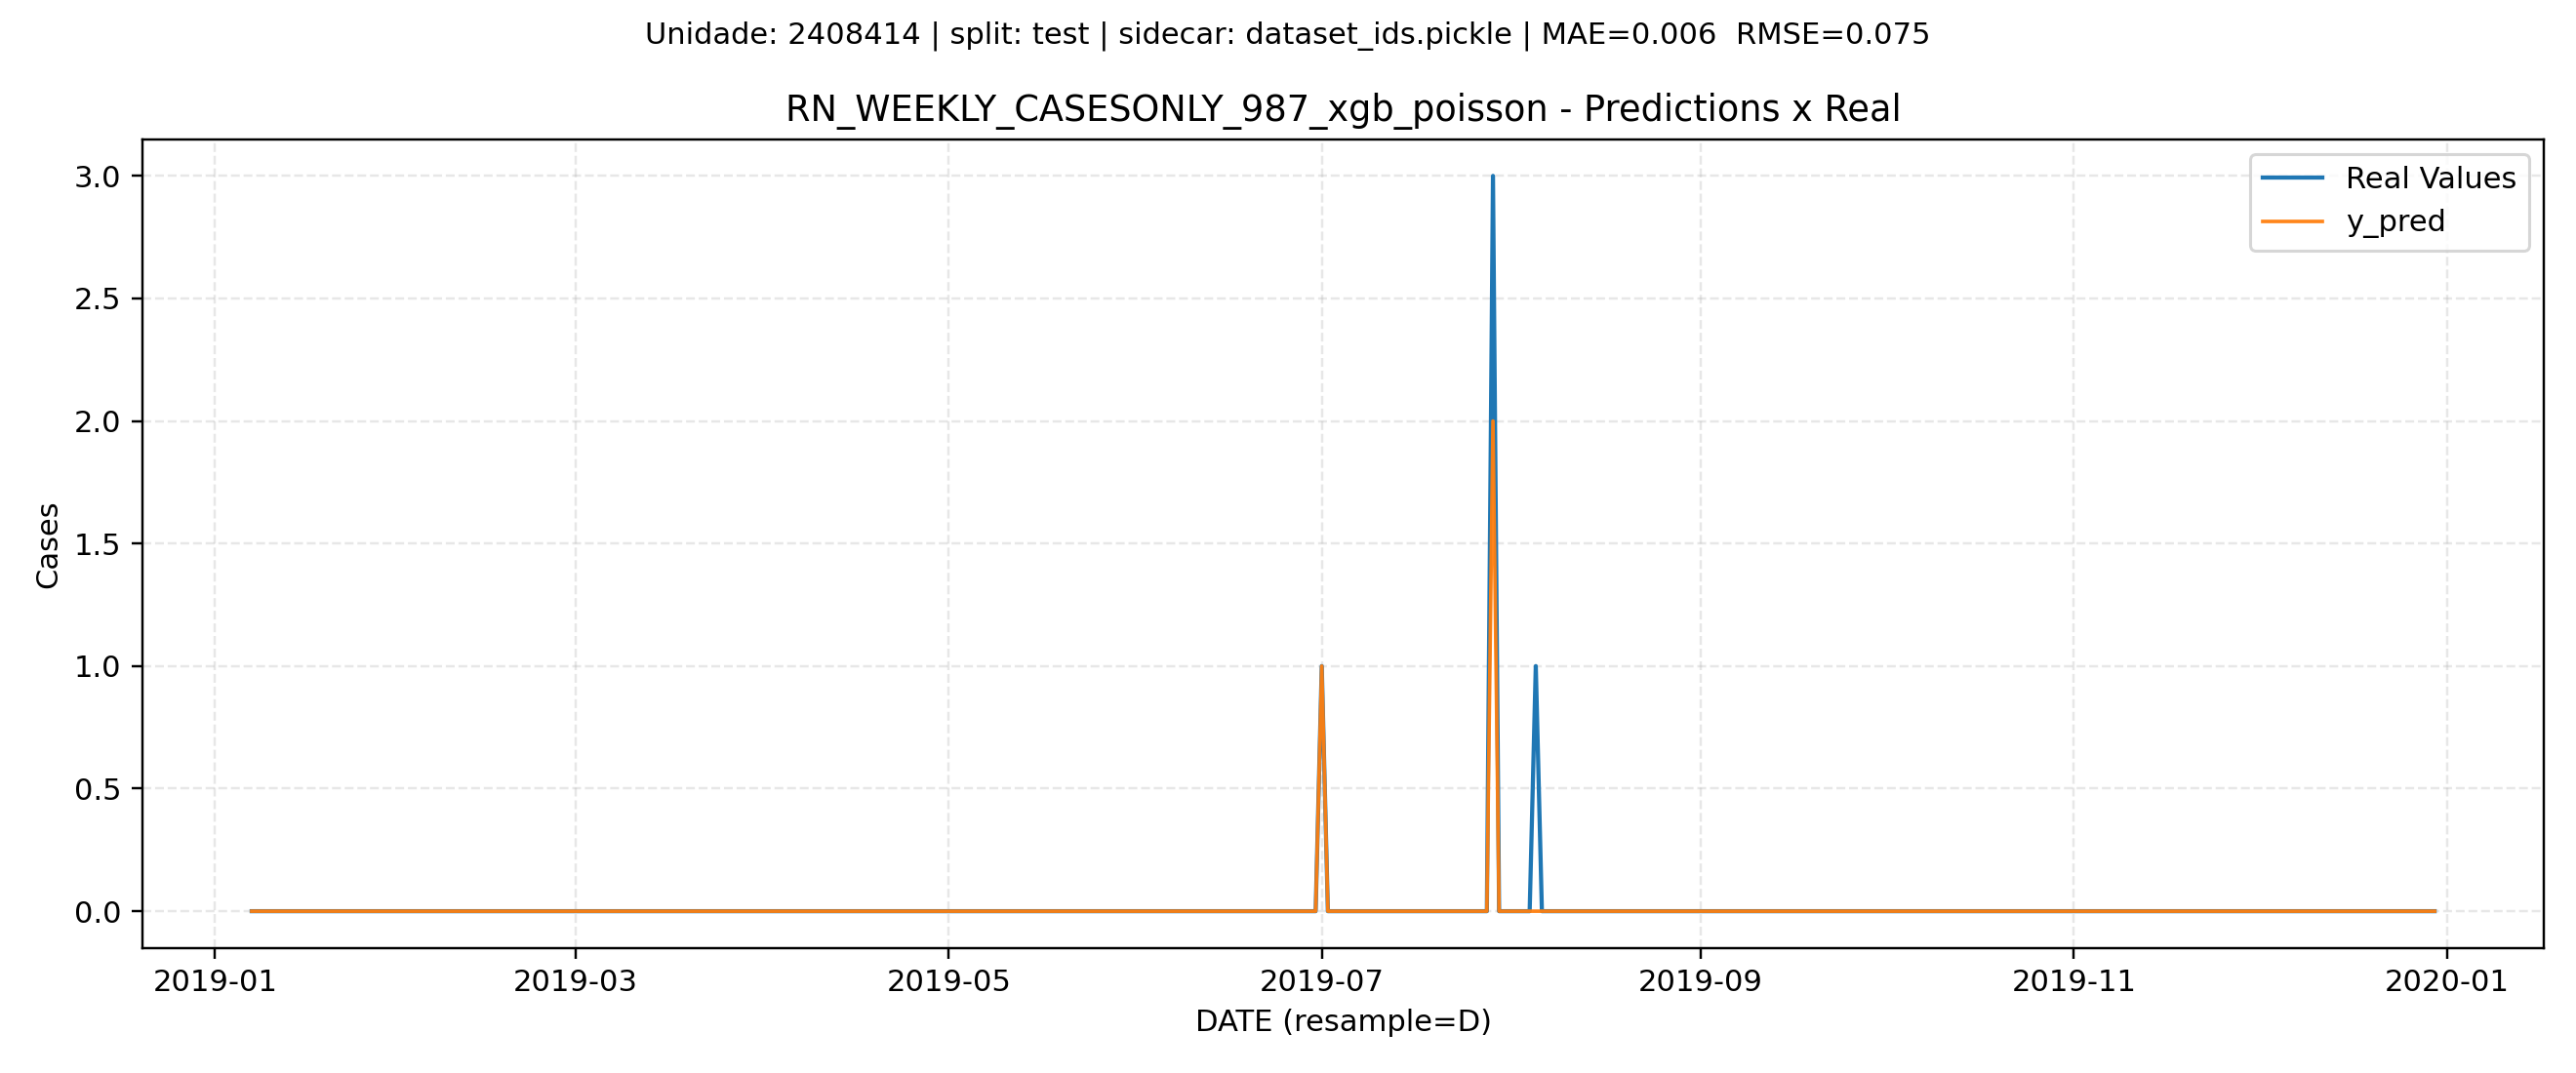 Unidade: 2408414 | split: test | sidecar: dataset_ids.pickle | MAE=0.006  RMSE=0.075
RN_WEEKLY_CASESONLY_987_xgb_poisson - Predictions x Real
Real Values
y_pred
Cases
3.0
2.5
2.0
1.5
1.0
0.5
0.0
2019-01 2019-03 2019-05 2019-07 2019-09 2019-11 2020-01
DATE (resample=D)